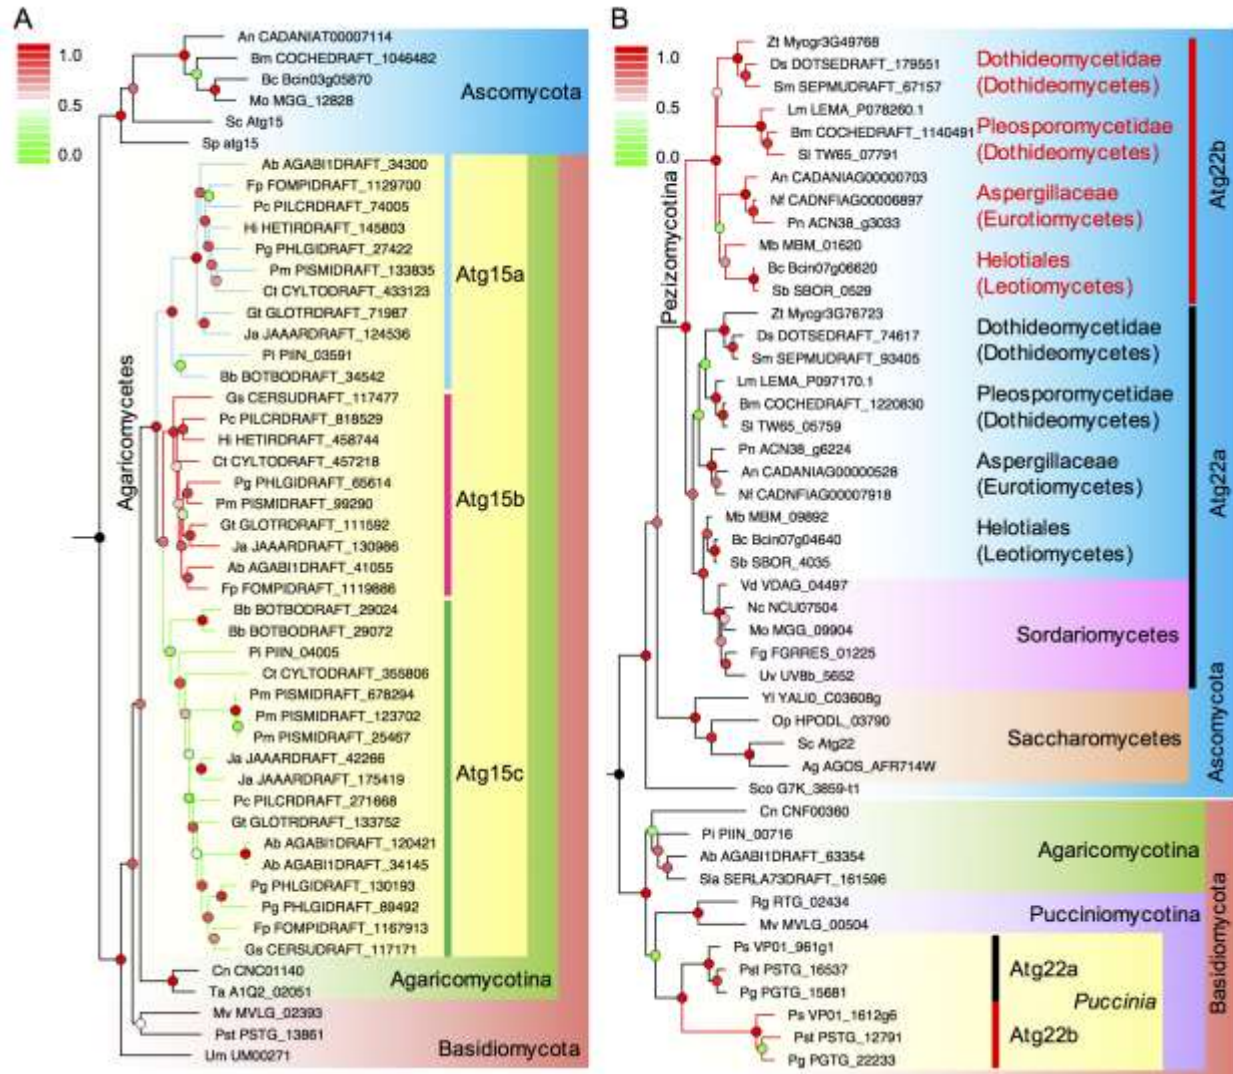 A
1.0
0.5
0.0
An CADANIAT00007114
Bm COCHEDRAFT_1046482
Bc Bcin03g05870
Mo MGG_12828
Sc Atg15
Sp atg15
Ascomycota
Ab AGABI1DRAFT_34300
Fp FOMPIDRAFT_1129700
Pc PILCRDRAFT_74005
Hi HETIRDRAFT_145803
Pg PHLGIDRAFT_27422
Pm PISMIDRAFT_133835
Ct CYLTODRAFT_433123
Gt GLOTRDRAFT_71987
Ja JAAARDRAFT_124536
Pi PIIN_03591
Bb BOTBODRAFT_34542
Atg15a
Agaricomycetes
Gs CERSUDRAFT_117477
Pc PILCRDRAFT_818529
Hi HETIRDRAFT_458744
Ct CYLTODRAFT_457218
Pg PHLGIDRAFT_65614
Pm PISMIDRAFT_99290
Gt GLOTRDRAFT_111592
Ja JAAARDRAFT_130986
Ab AGABI1DRAFT_41055
Fp FOMPIDRAFT_1119886
Atg15b
Bb BOTBODRAFT_29024
Bb BOTBODRAFT_29072
Pi PIIN_04005
Ct CYLTODRAFT_355806
Pm PISMIDRAFT_678294
Pm PISMIDRAFT_123702
Pm PISMIDRAFT_25467
Ja JAAARDRAFT_42266
Ja JAAARDRAFT_175419
Pc PILCRDRAFT_271668
Gt GLOTRDRAFT_133752
Ab AGABI1DRAFT_120421
Ab AGABI1DRAFT_34145
Pg PHLGIDRAFT_130193
Pg PHLGIDRAFT_89492
Fp FOMPIDRAFT_1167913
Gs CERSUDRAFT_117171
Atg15c
Cn CNC01140
Ta A1Q2_02051
Agaricomycotina
Mv MVLG_02393
Pst PSTG_13861
Um UM00271
Basidiomycota
B
1.0
0.5
0.0
Zt Mycgr3G49768
Ds DOTSEDRAFT_179551
Sm SEPMUDRAFT_67157
Lm LEMA_P078260.1
Bm COCHEDRAFT_1140491
Sl TW65_07791
An CADANIAG00000703
Nf CADNFIAG00006897
Pn ACN38_g3033
Mb MBM_01620
Bc Bcin07g06620
Sb SBOR_0529
Dothideomycetidae
(Dothideomycetes)
Pleosporomycetidae
(Dothideomycetes)
Aspergillaceae
(Eurotiomycetes)
Helotiales
(Leotiomycetes)
Atg22b
Pezizomycotina
Zt Mycgr3G76723
Ds DOTSEDRAFT_74617
Sm SEPMUDRAFT_93405
Lm LEMA_P097170.1
Bm COCHEDRAFT_1220830
Sl TW65_05759
Pn ACN38_g6224
An CADANIAG00000528
Nf CADNFIAG00007918
Mb MBM_09892
Bc Bcin07g04640
Sb SBOR_4035
Dothideomycetidae
(Dothideomycetes)
Pleosporomycetidae
(Dothideomycetes)
Aspergillaceae
(Eurotiomycetes)
Helotiales
(Leotiomycetes)
Atg22a
Vd VDAG_04497
Nc NCU07504
Mo MGG_09904
Fg FGRRES_01225
Uv UV8b_5652
Sordariomycetes
Yl YALI0_C03608g
Op HPODL_03790
Sc Atg22
Ag AGOS_AFR714W
Saccharomycetes
Sco G7K_3859-t1
Ascomycota
Cn CNF00360
Pi PIIN_00716
Ab AGABI1DRAFT_63354
Sla SERLA73DRAFT_161596
Agaricomycotina
Rg RTG_02434
Mv MVLG_00504
Pucciniomycotina
Ps VP01_961g1
Pst PSTG_16537
Pg PGTG_15681
Atg22a
Puccinia
Ps VP01_1612g6
Pst PSTG_12791
Pg PGTG_22233
Atg22b
Basidiomycota